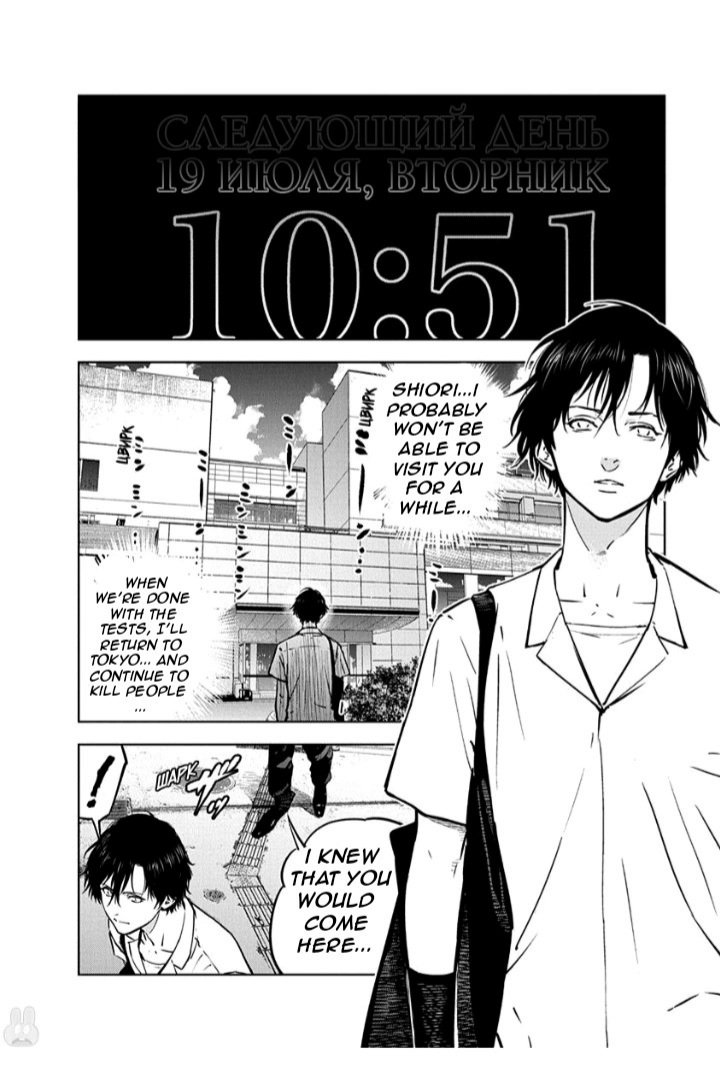 СЛЕДУЮЩИЙ ДЕНЬ
19 ИЮЛЯ, ВТОРНИК
10:51
SHIORI...I
PROBABLY
WON'T BE
ABLE TO
VISIT YOU
FOR A
WHILE...
ЦВИРК
ЦВИРК
WHEN
WE'RE DONE
WITH THE
TESTS, I'LL
RETURN TO
TOKYO... AND
CONTINUE TO
KILL PEOPLE
...
!
ШАРК
I KNEW
THAT YOU
WOULD
COME
HERE...